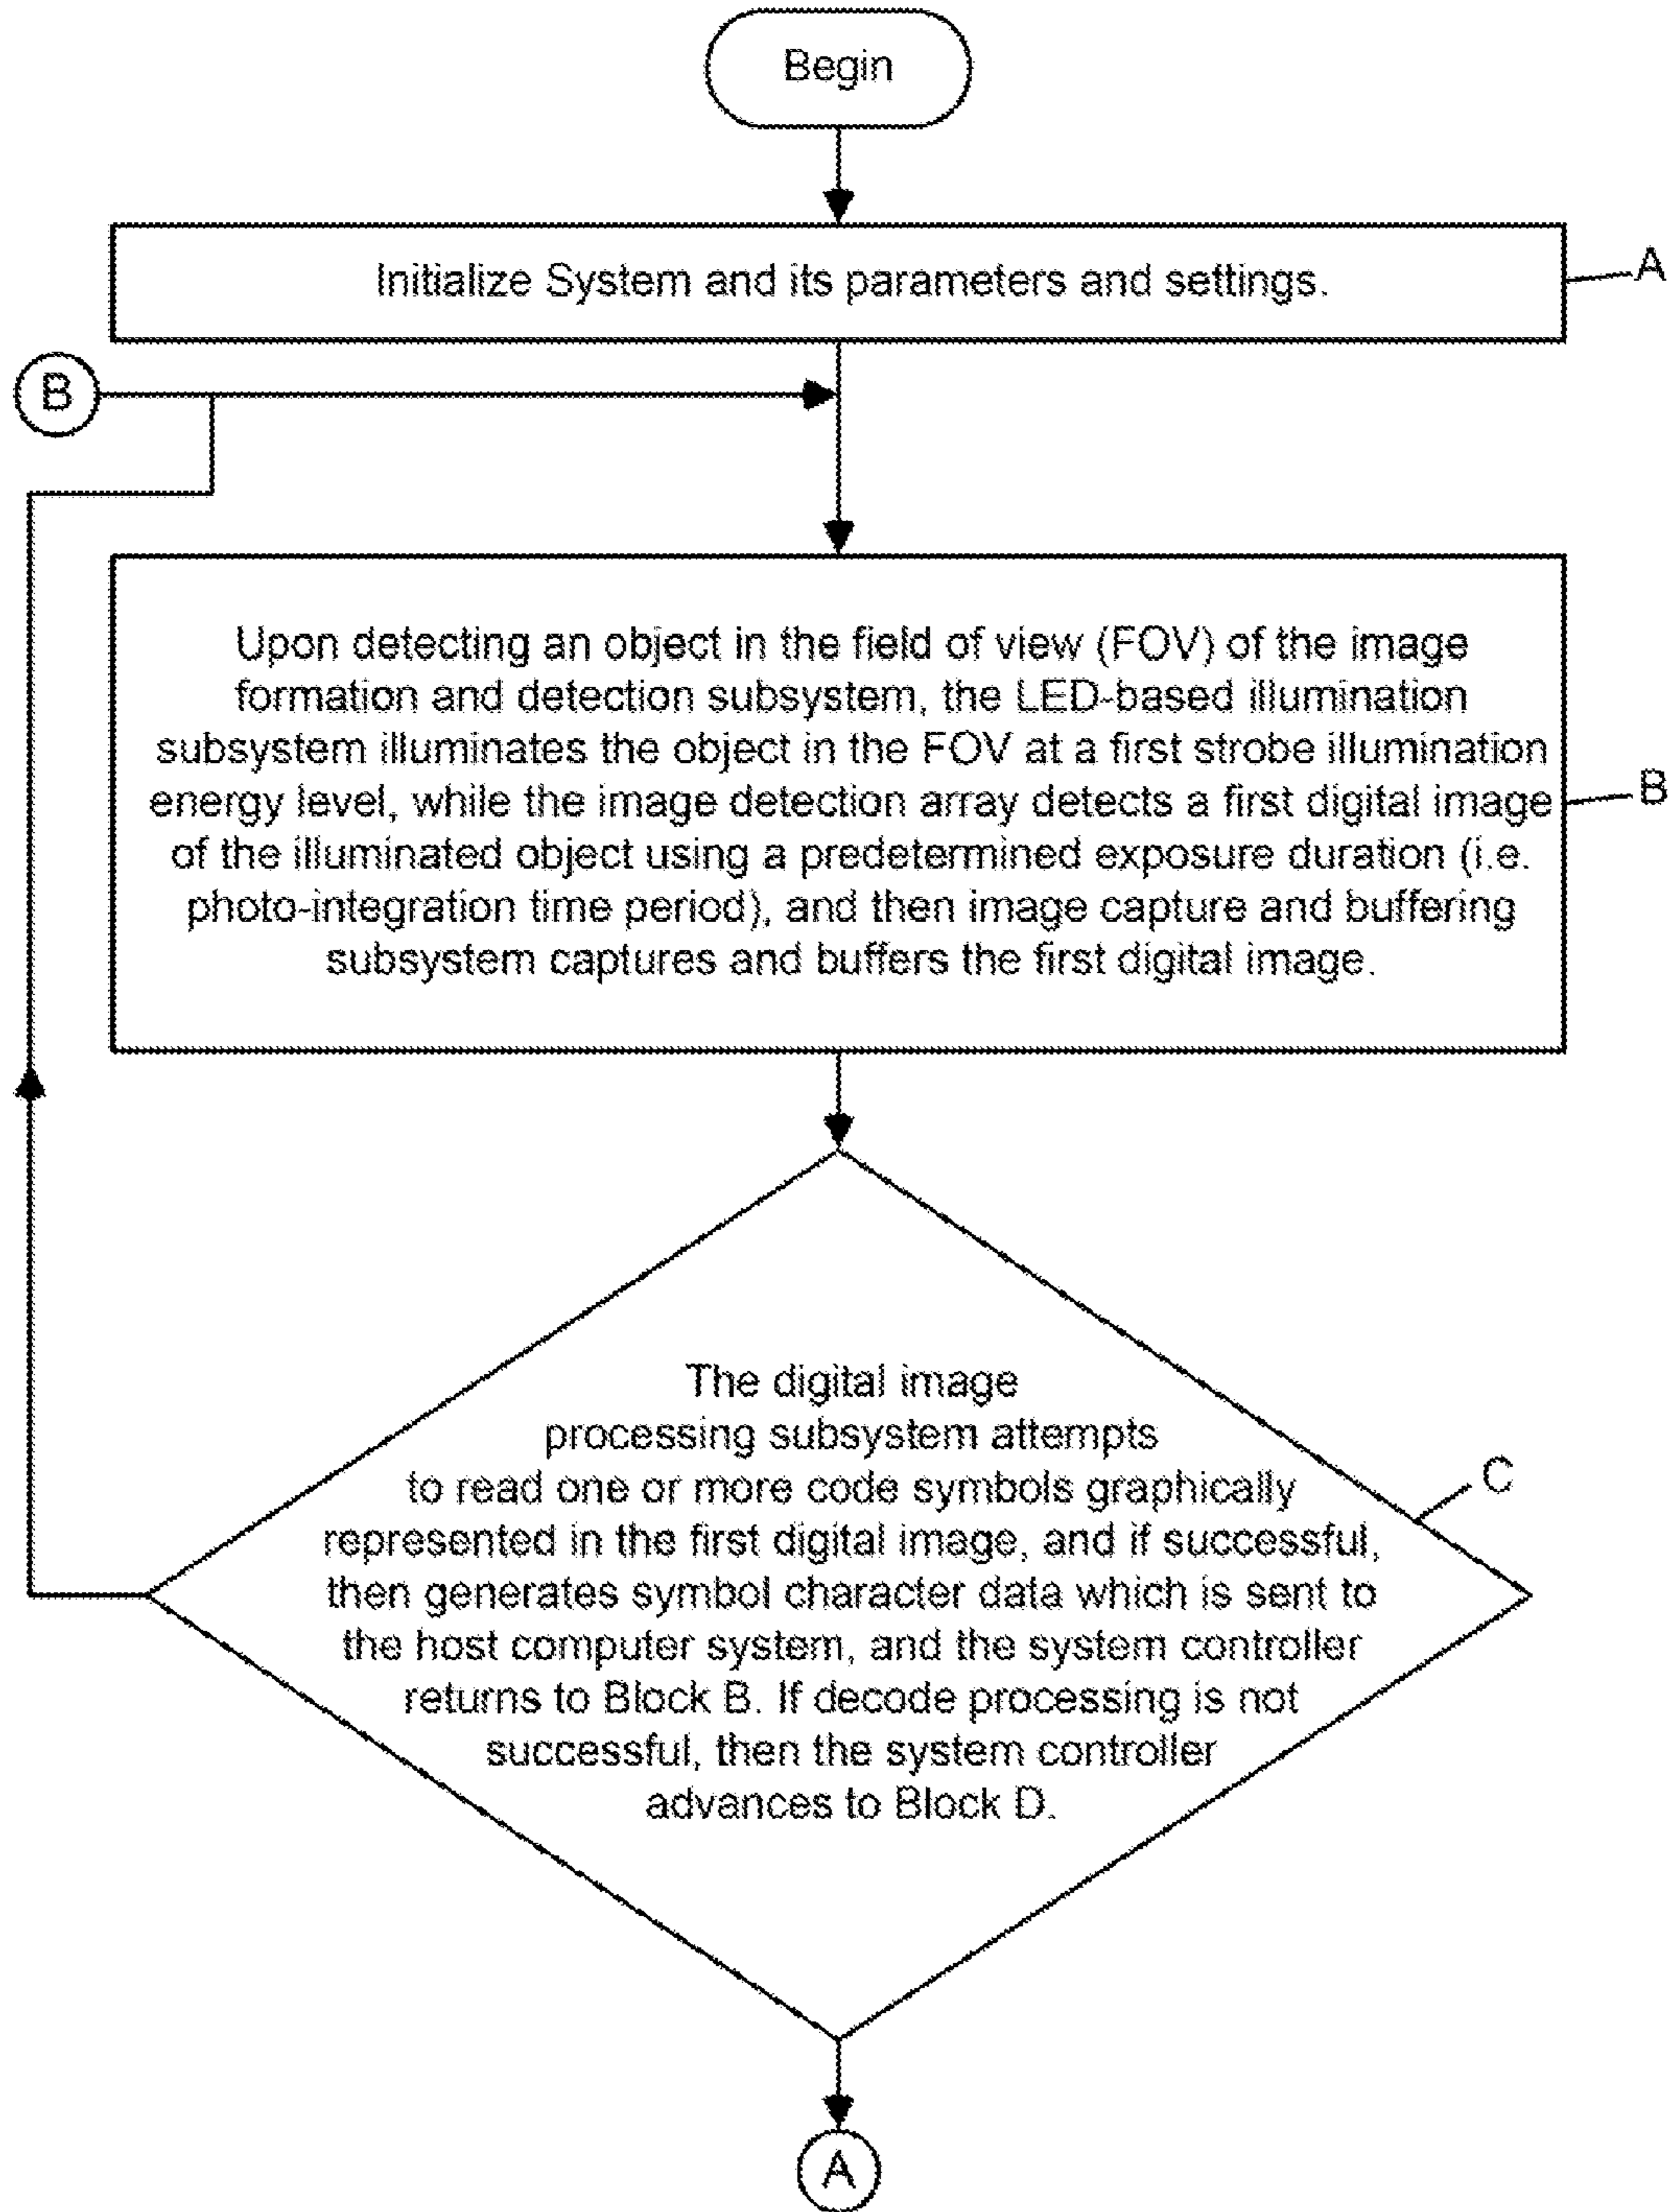 Begin
Initialize System and its parameters and settings.
A
B
Upon detecting an object in the field of view (FOV) of the image
formation and detection subsystem, the LED-based illumination
subsystem illuminates the object in the FOV at a first strobe illumination
energy level, while the image detection array detects a first digital image
of the illuminated object using a predetermined exposure duration (i.e.
photo-integration time period), and then image capture and buffering
subsystem captures and buffers the first digital image.
B
The digital image
processing subsystem attempts
to read one or more code symbols graphically
represented in the first digital image, and if successful,
then generates symbol character data which is sent to
the host computer system, and the system controller
returns to Block B. If decode processing is not
successful, then the system controller
advances to Block D.
C
A